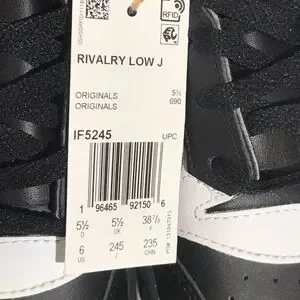 RFID
RIVALRY LOW J
ORIGINALS 5½
ORIGINALS 690
IF5245 UPC
1 96465 92150 6
5½ 5½ 38⅔
D UK F
6 245 235
US J CHN